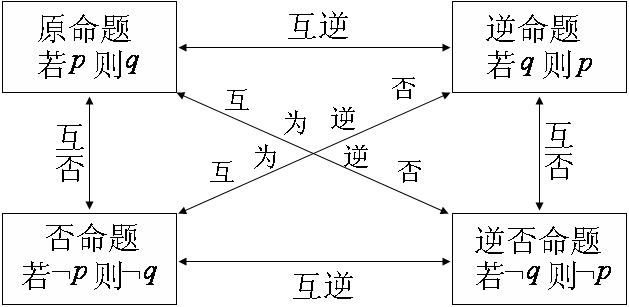 原命题
若p则q
互逆
逆命题
若q则p
互
否
互为逆否
互为逆否
互
否
否命题
若¬p则¬q
互逆
逆否命题
若¬q则¬p